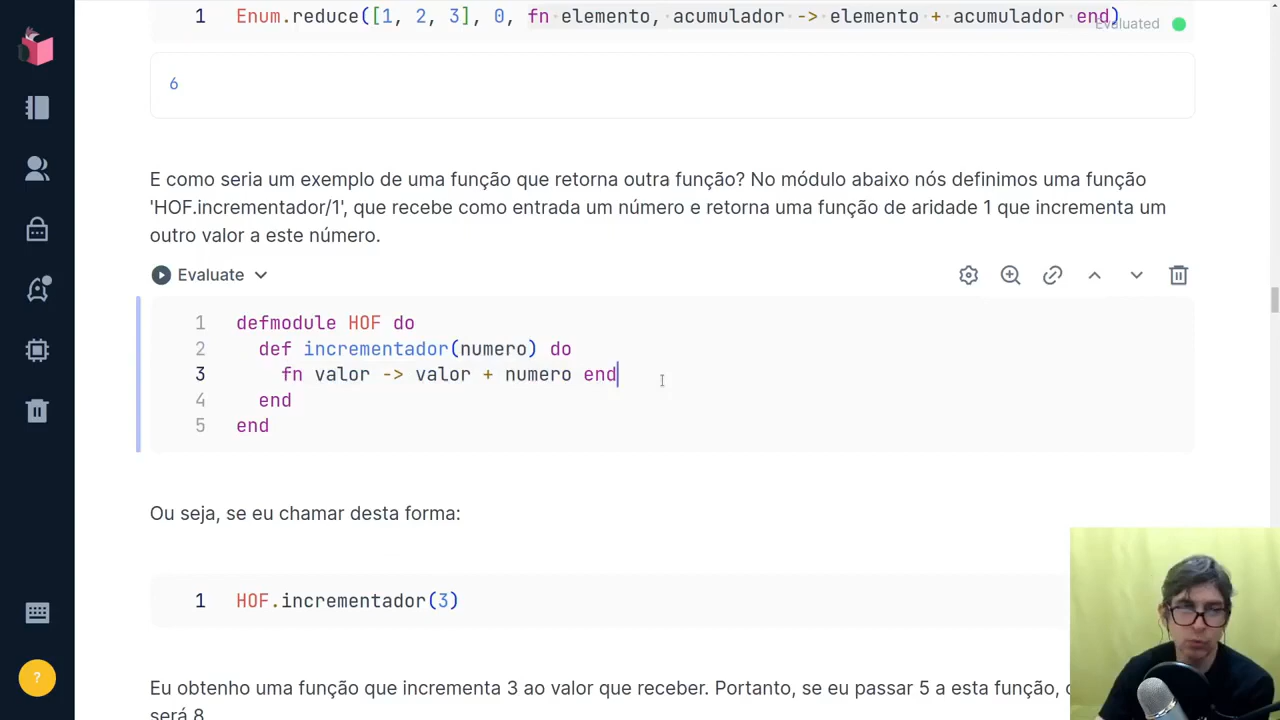 1 Enum.reduce([1, 2, 3], 0, fn elemento, acumulador -> elemento + acumulador end)
Evaluated
6
E como seria um exemplo de uma função que retorna outra função? No módulo abaixo nós definimos uma função
'HOF.incrementador/1', que recebe como entrada um número e retorna uma função de aridade 1 que incrementa um
outro valor a este número.
Evaluate
1 defmodule HOF do
2 def incrementador(numero) do
3 fn valor -> valor + numero end
4 end
5 end
Ou seja, se eu chamar desta forma:
1 HOF.incrementador(3)
Eu obtenho uma função que incrementa 3 ao valor que receber. Portanto, se eu passar 5 a esta função,
será 8
?